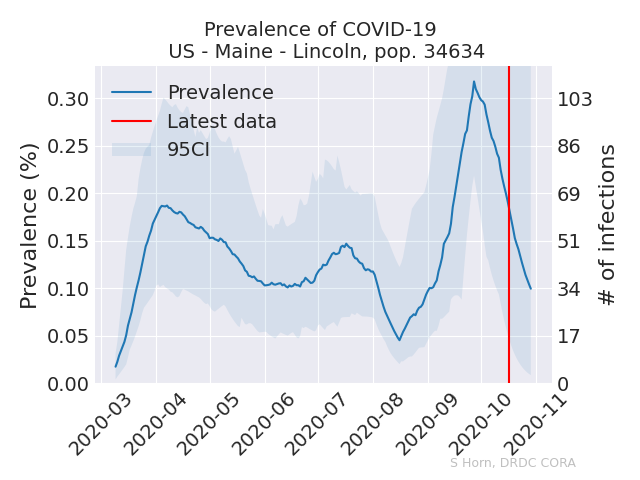 Prevalence of COVID-19
US - Maine - Lincoln, pop. 34634
Prevalence
Latest data
95CI
Prevalence (%)
0.30
0.25
0.20
0.15
0.10
0.05
0.00
103
86
69
51
34
17
0
# of infections
2020-03
2020-04
2020-05
2020-06
2020-07
2020-08
2020-09
2020-10
2020-11
S Horn, DRDC CORA